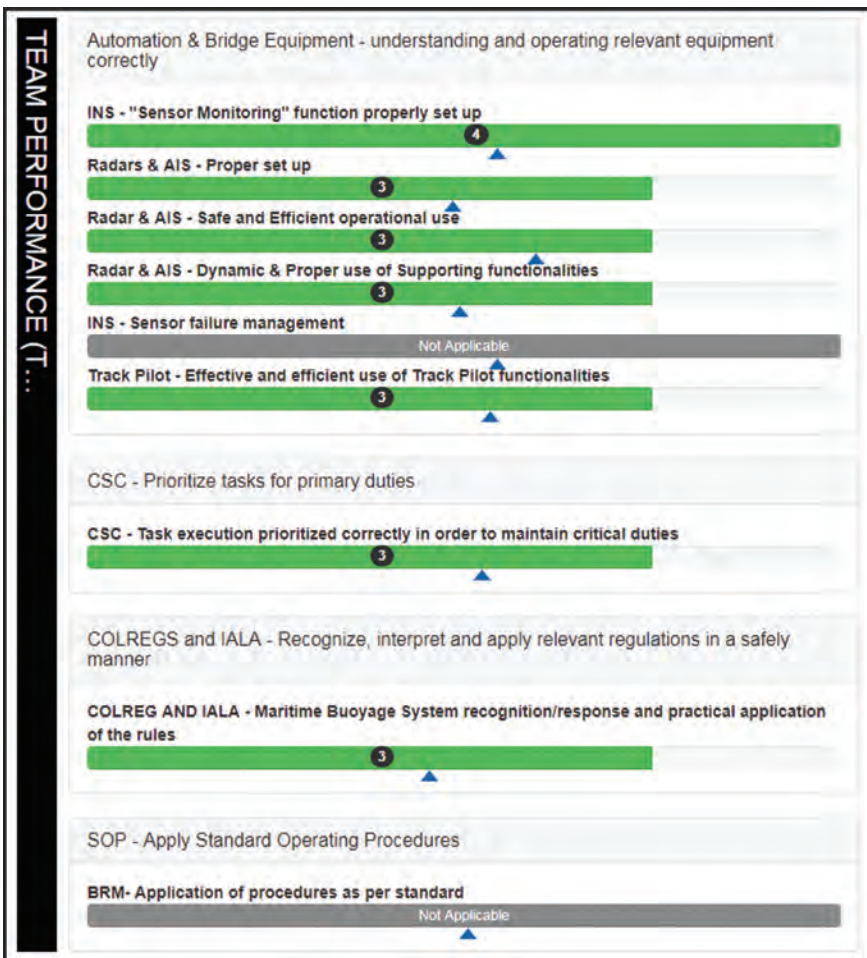 TEAM PERFORMANCE (T...
Automation & Bridge Equipment - understanding and operating relevant equipment
correctly
INS - "Sensor Monitoring" function properly set up
4
Radars & AIS - Proper set up
3
Radar & AIS - Safe and Efficient operational use
3
Radar & AIS - Dynamic & Proper use of Supporting functionalities
3
INS - Sensor failure management
Not Applicable
Track Pilot - Effective and efficient use of Track Pilot functionalities
3
CSC - Prioritize tasks for primary duties
CSC - Task execution prioritized correctly in order to maintain critical duties
3
COLREGS and IALA - Recognize, interpret and apply relevant regulations in a safely
manner
COLREG AND IALA - Maritime Buoyage System recognition/response and practical application
of the rules
3
SOP - Apply Standard Operating Procedures
BRM- Application of procedures as per standard
Not Applicable